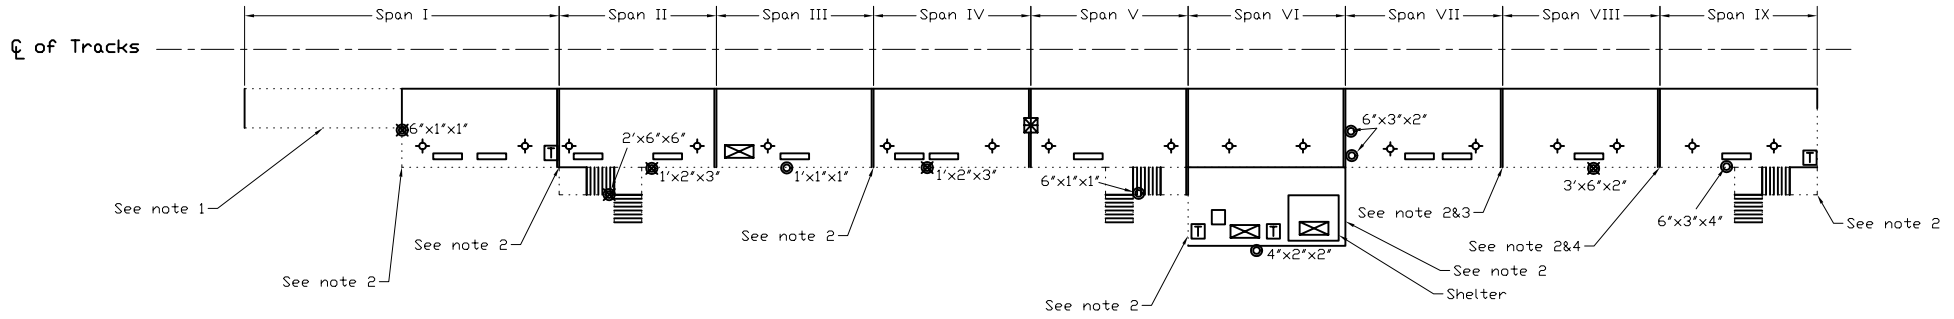 Span I
Span II
Span III
Span IV
Span V
Span VI
Span VII
Span VIII
Span IX
℄ of Tracks
6"x1"x1"
2'x6"x6"
6"x3"x2"
T
T
1'x2"x3"
1'x1"x1"
1'x2"x3"
6"x1"x1"
3'x6"x2"
See note 1
See note 2
See note 2
See note 2
T
T
4"x2"x2"
See note 2&3
See note 2&4
6"x3"x4"
See note 2
See note 2
See note 2
Shelter